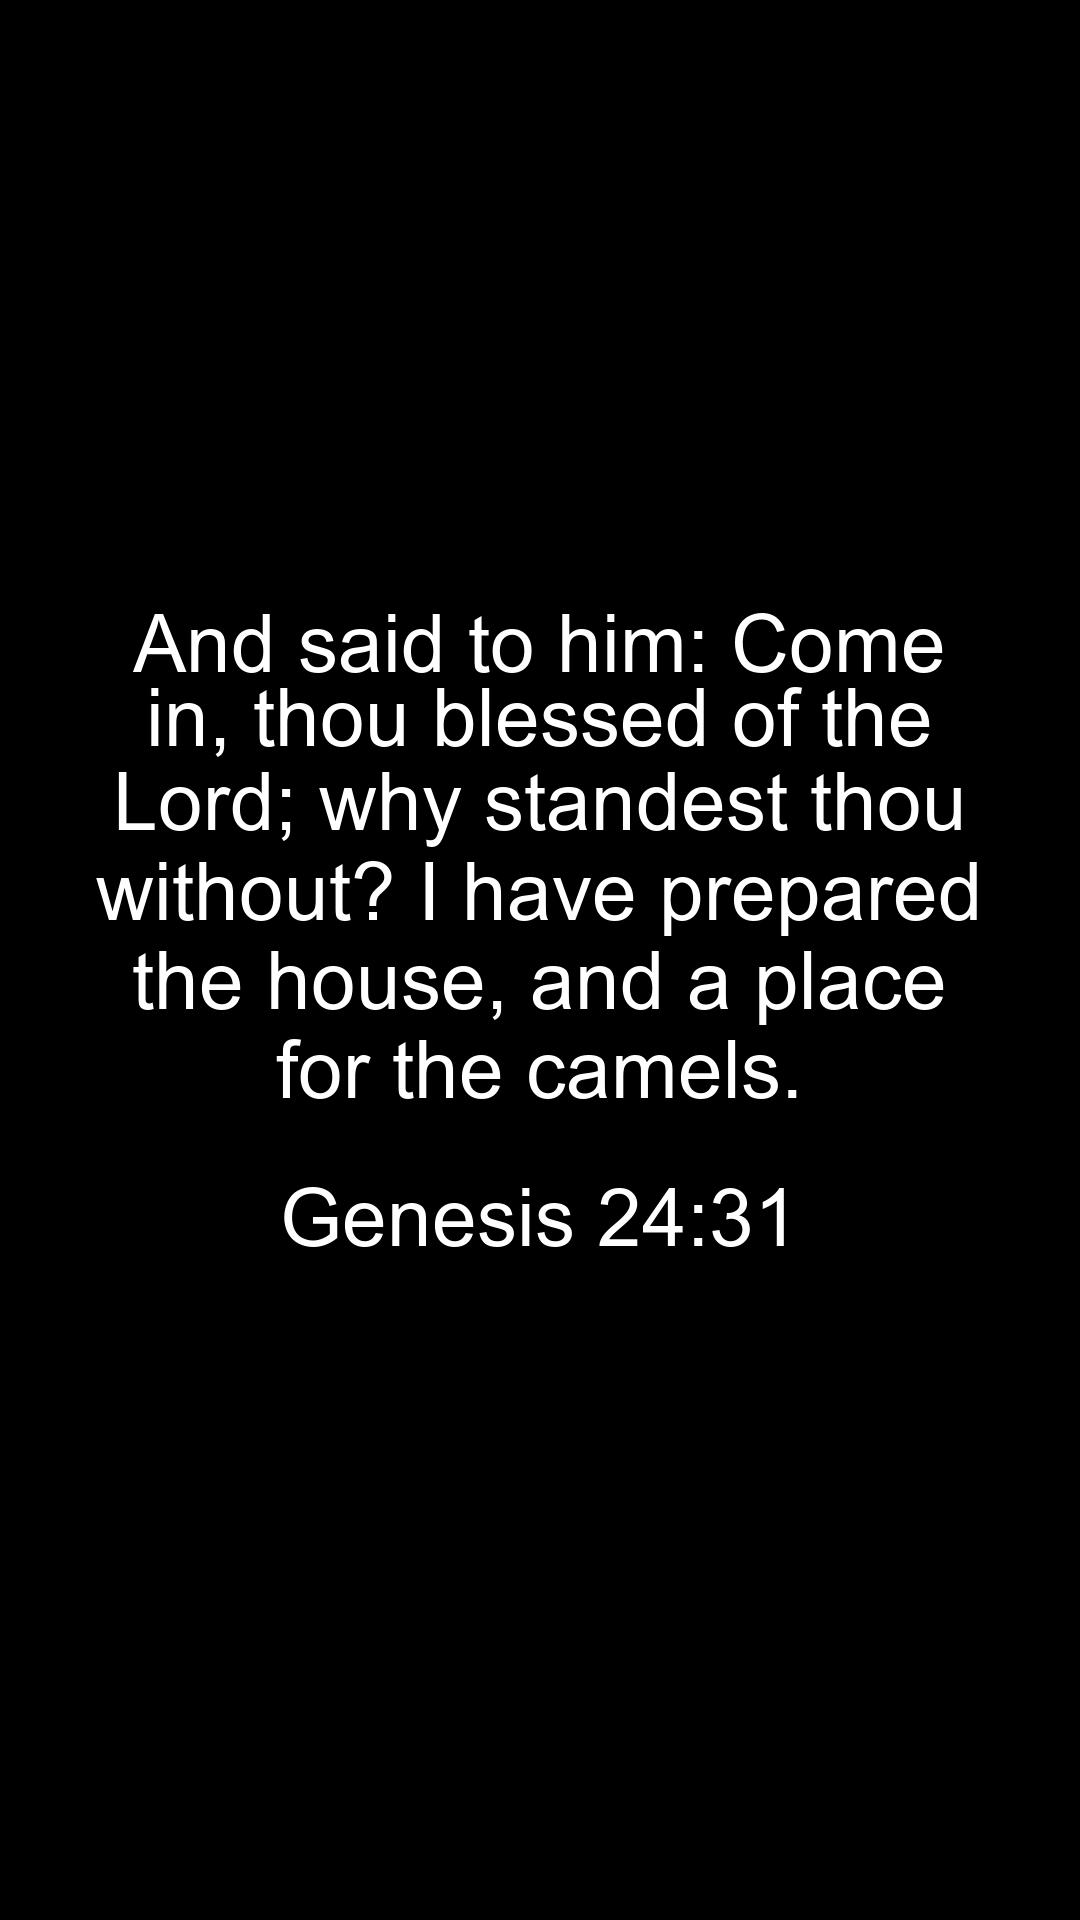 And said to him: Come
in, thou blessed of the
Lord; why standest thou
without? I have prepared
the house, and a place
for the camels.
Genesis 24:31